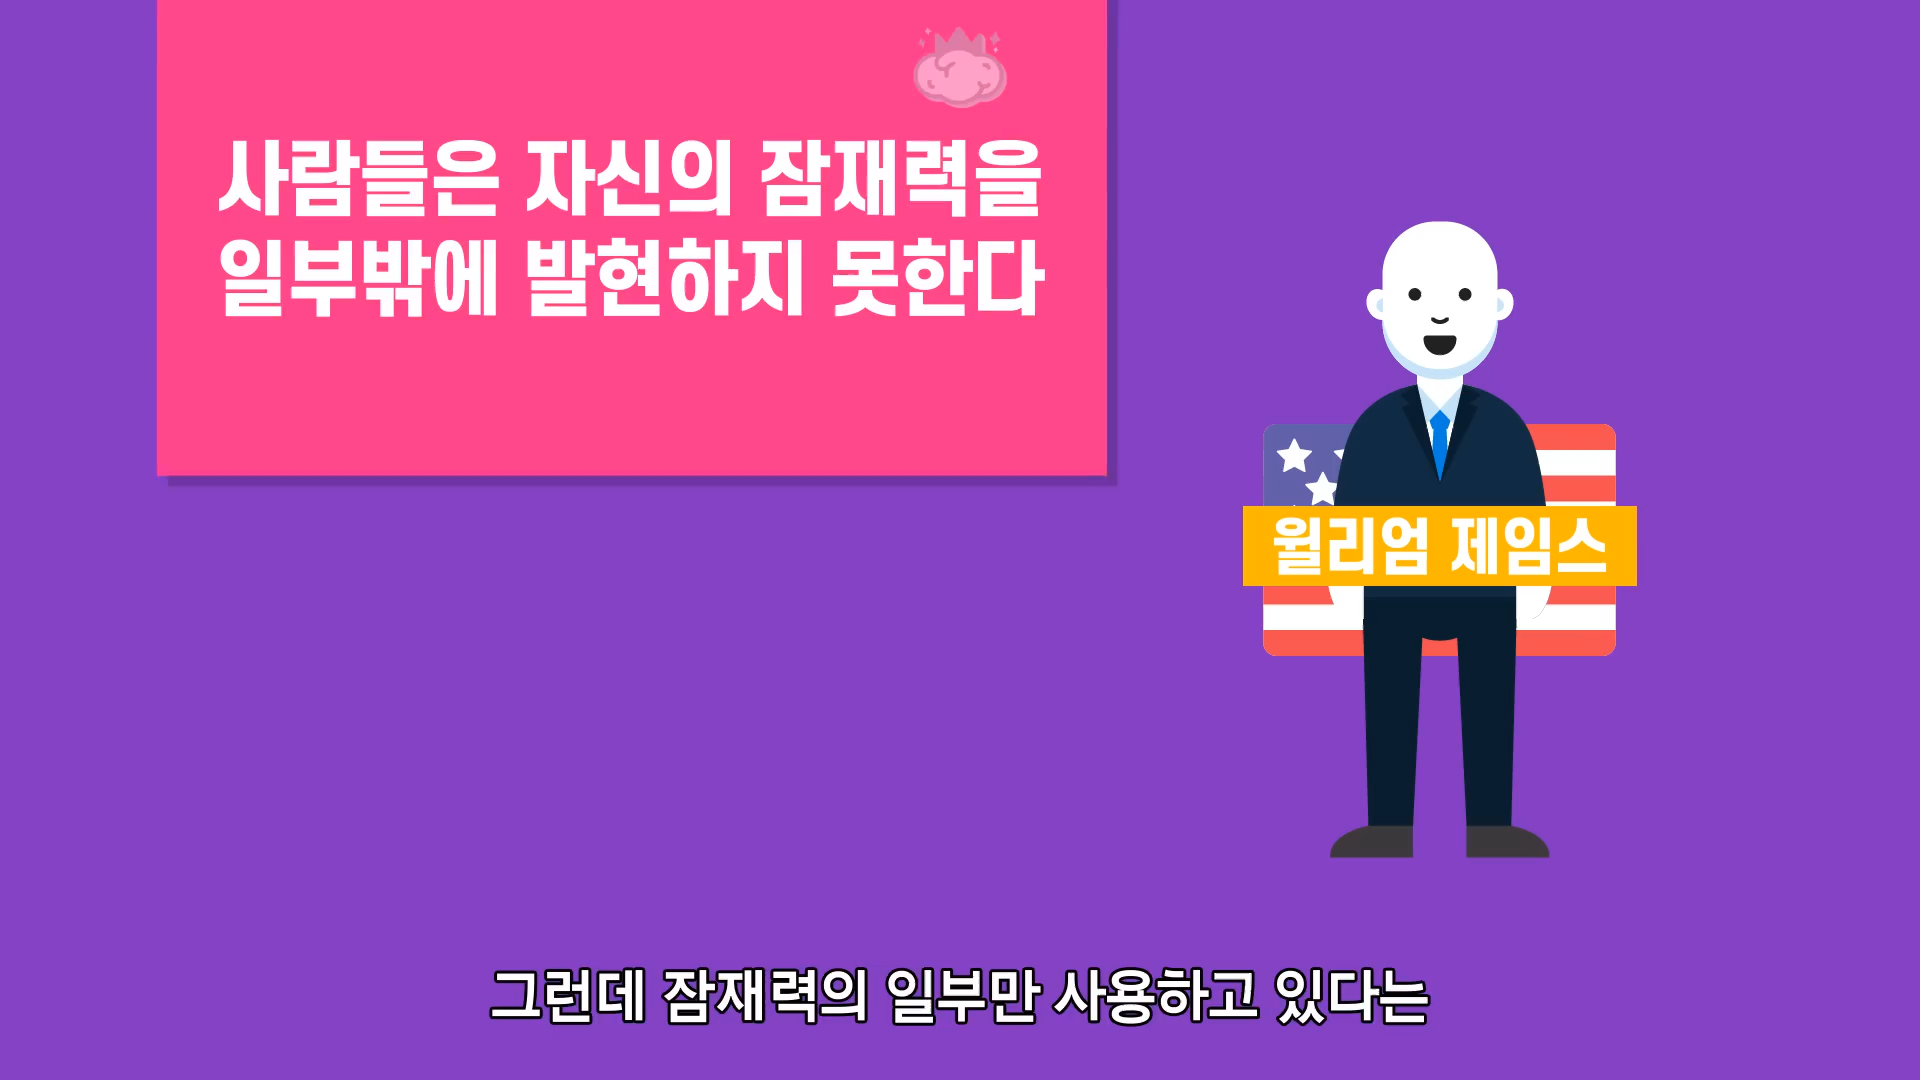 사람들은 자신의 잠재력을
일부밖에 발현하지 못한다
윌리엄 제임스
그런데 잠재력의 일부만 사용하고 있다는